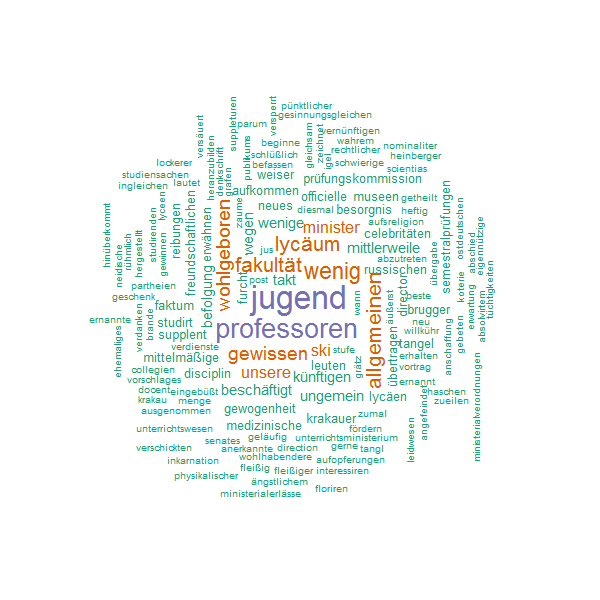 pünktlicher
gesinnungsgleichen
parum
vernünftigen
beginne
wahrem
nominaliter
rechtlicher
heinberger
schlüßlich
lockerer
befassen
schwierige
scientias
studiensachen
weiser
prüfungskommission
ingleichen
lautet
aufkommen
officielle
museen
getheilt
neues
diesmal
besorgnis
heftig
wenige
minister
celebritäten
jus
lycäum
mittlerweile
fakultät
wenig
abzutreten
russischen
partheien
post
takt
geschenk
faktum
jugend
beste
brugger
ernannte
studirt
neu
supplent
professoren
willkühr
verdienste
gewissen
ski
stufe
tangel
mittelmäßige
grätz
erhalten
collegien
disciplin
unsere
leuten
vortrag
vorschlages
künftigen
ernannt
docent
eingebüßt
beschäftigt
haschen
krakau
menge
ungemein
lycäen
zueilen
ausgenommen
gewogenheit
krakauer
zumal
unterrichtswesen
medizinische
fördern
senates
geläufig
unterrichtsministerium
verschickten
anerkannte
direction
gerne
tangl
inkarnation
wohlhabendere
aufopferungen
fleißig
fleißiger
interessiren
physikalischer
ängstlichem
ministerialerlässe
floriren
hinüberkommt
neidische
rühmlich
hergestellt
studirenden
gewinnen
lyceen
reibungen
freundschaftlichen
versäuert
heranzubilden
denkschrift
grafen
suppleturen
publikums
versperrt
gleichsam
zeichnet
igel
aufsreligion
erwähnen
befolgung
wohlgeboren
zaume
wegen
furcht
ehemaliges
verdanken
brande
wann
allgemeinen
äußerst
übertragen
director
übergabe
semestralprüfungen
ostdeutschen
koterie
abschied
erwartung
eigennützige
tüchtigkeiten
absolvirtem
gebeten
anschaffung
leidwesen
angefeindet
ministerialverordnungen